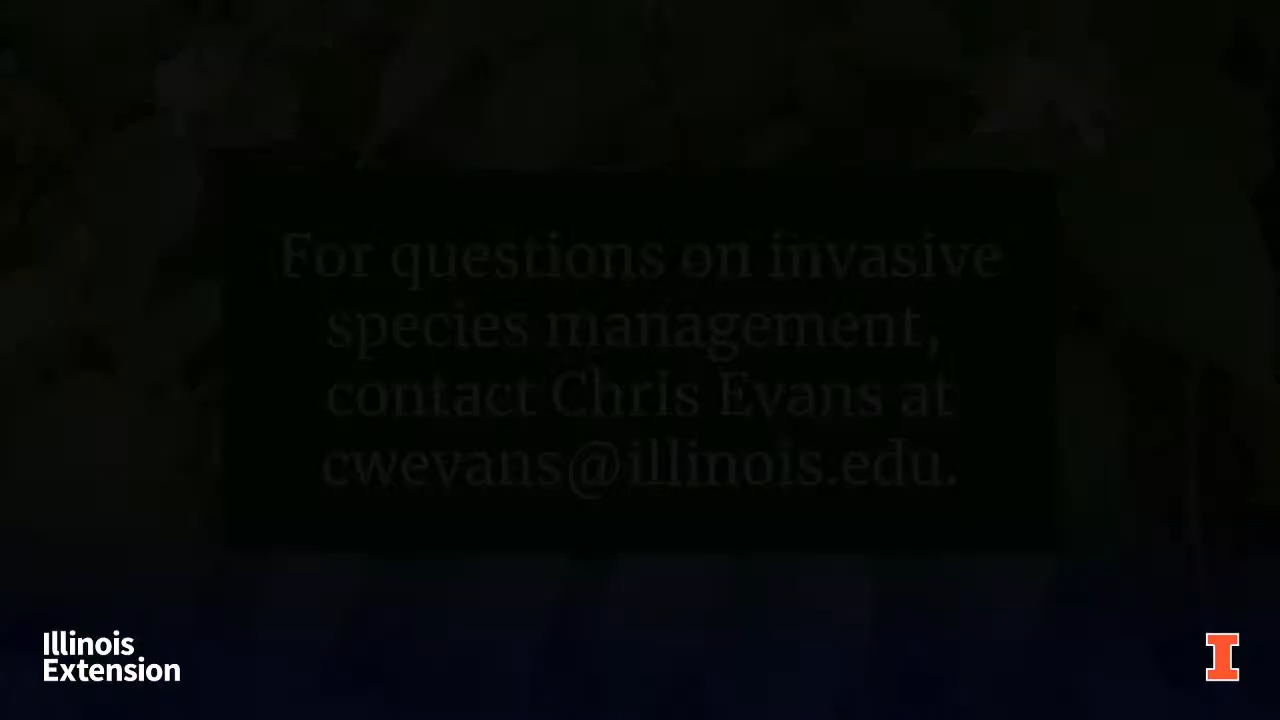 For questions on invasive
species management,
contact Chris Evans at
cwevans@illinois.edu.
Illinois
Extension
I